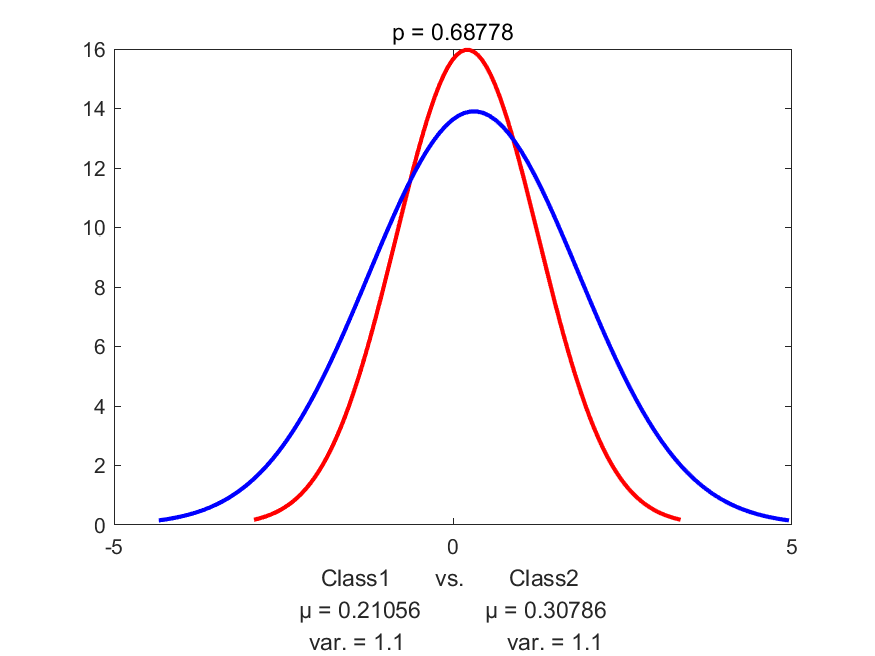 p = 0.68778
16
14
12
10
8
6
4
2
0
-5 0 5
Class1 vs. Class2
μ = 0.21056 μ = 0.30786
var. = 1.1 var. = 1.1